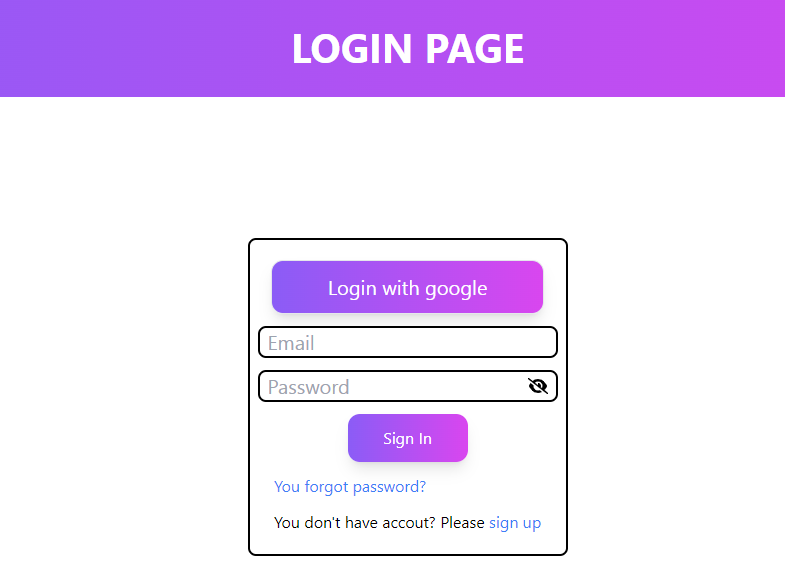 LOGIN PAGE
Login with google
Email
Password
Sign In
You forgot password?
You don't have accout? Please sign up